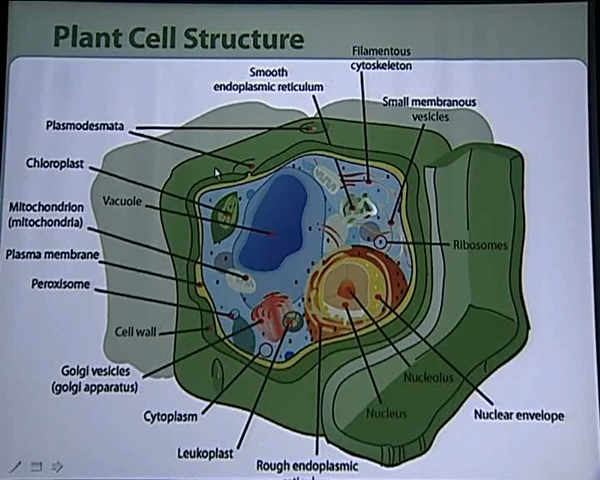 Plant Cell Structure
Filamentous
cytoskeleton
Smooth
endoplasmic reticulum
Small membranous
vesicles
Plasmodesmata
Chloroplast
Vacuole
Mitochondrion
(mitochondria)
Ribosomes
Plasma membrane
Peroxisome
Cell wall
Golgi vesicles
(golgi apparatus)
Nucleolus
Cytoplasm
Nucleus
Nuclear envelope
Leukoplast
Rough endoplasmic